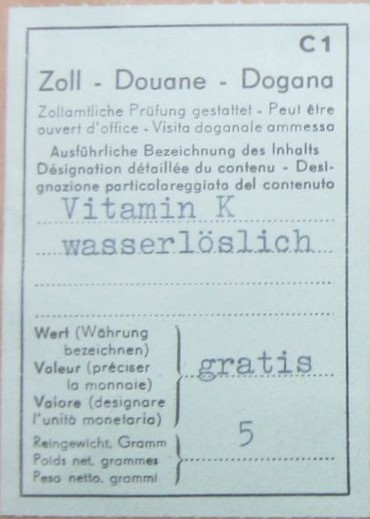 C 1
Zoll - Douane - Dogana
Zollamtliche Prüfung gestattet - Peut être
ouvert d'office - Visita doganale ammessa
Ausführliche Bezeichnung des Inhalts
Désignation détaillée du contenu - Desi-
gnazione particolareggiata del contenuto
Vitamin K
wasserlöslich
Wert (Währung
bezeichnen)
Valeur (préciser
la monnaie)
Valore (designare
l'unità monetaria)
gratis
Reingewicht, Gramm
Poids net, grammes
Peso netto, grammi
5